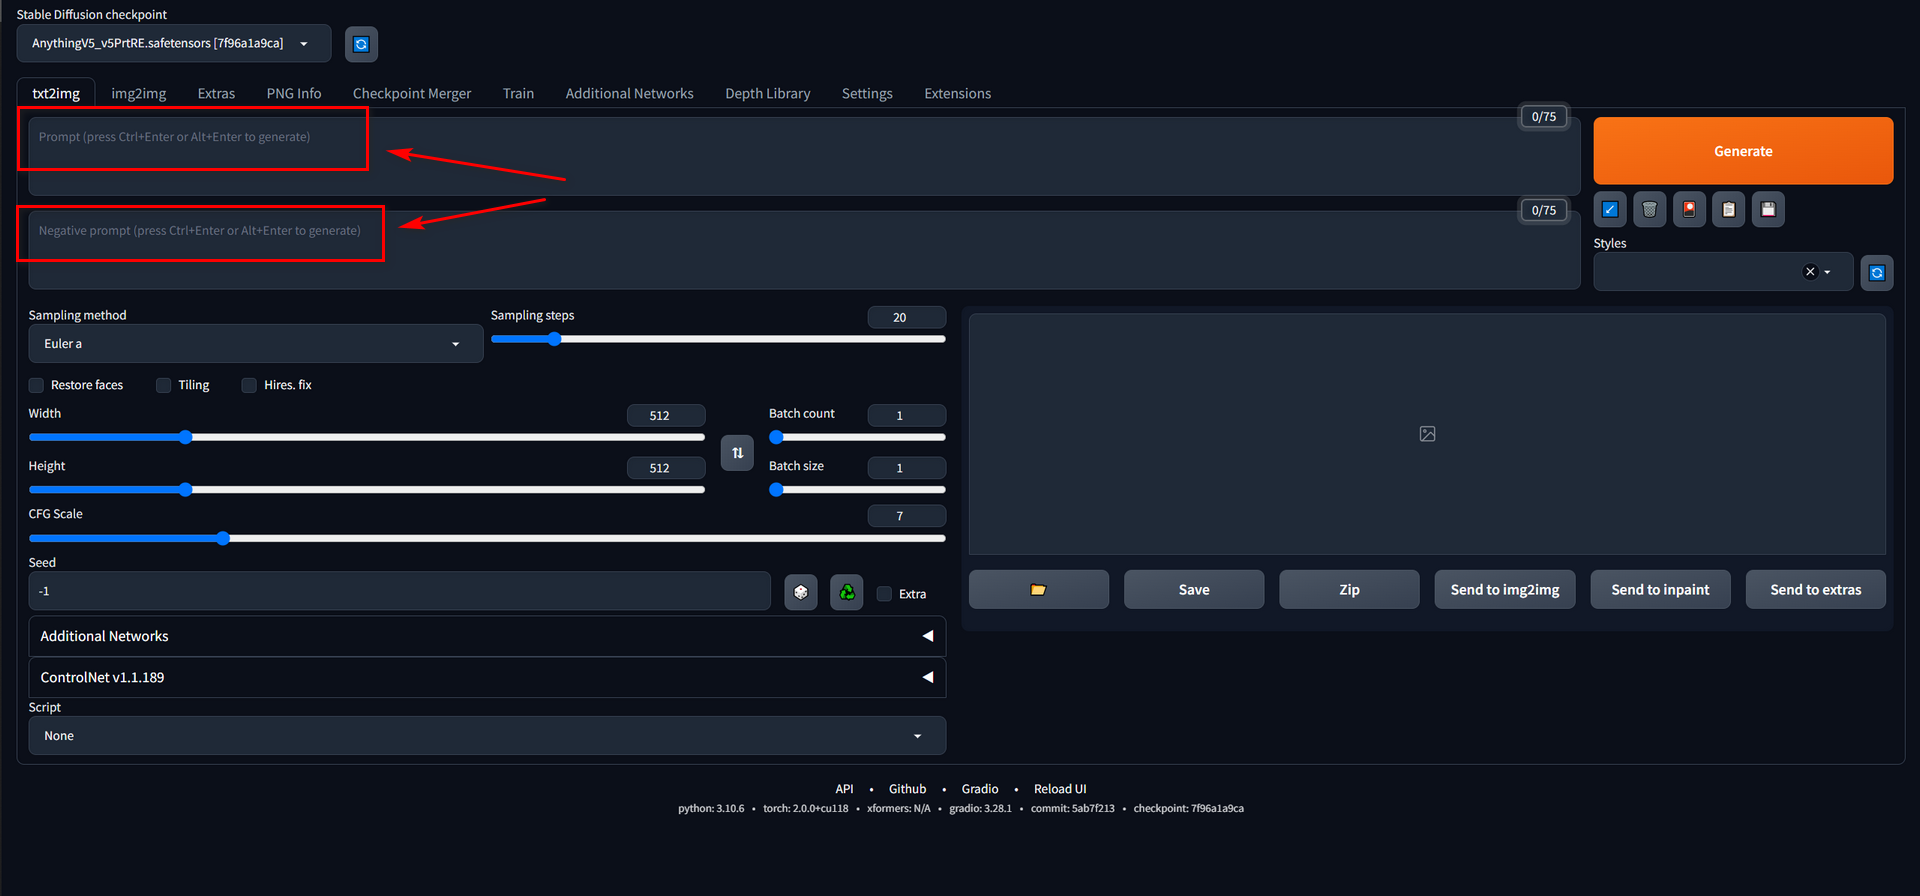 Stable Diffusion checkpoint
AnythingV5_v5PrtRE.safetensors [7f96a1a9ca]
txt2img img2img Extras PNG Info Checkpoint Merger Train Additional Networks Depth Library Settings Extensions
Prompt (press Ctrl+Enter or Alt+Enter to generate)
0/75
Generate
Negative prompt (press Ctrl+Enter or Alt+Enter to generate)
0/75
Styles
Sampling method
Euler a
Sampling steps
20
Restore faces Tiling Hires. fix
Width
512
Batch count
1
Height
512
Batch size
1
CFG Scale
7
Seed
-1
Extra
Save Zip Send to img2img Send to inpaint Send to extras
Additional Networks
ControlNet v1.1.189
Script
None
API • Github • Gradio • Reload UI
python: 3.10.6 • torch: 2.0.0+cu118 • xformers: N/A • gradio: 3.28.1 • commit: 5ab7f213 • checkpoint: 7f96a1a9ca